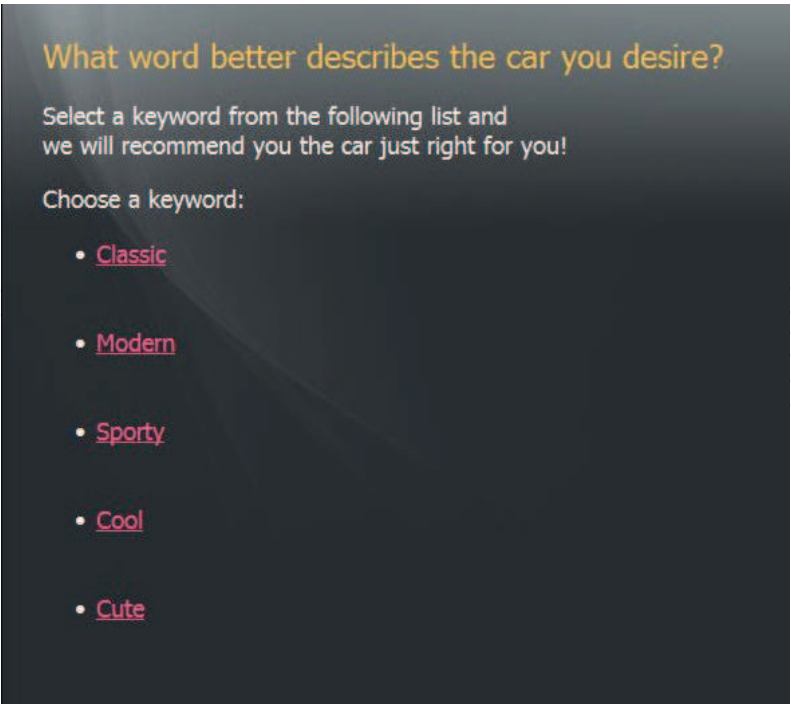 What word better describes the car you desire?
Select a keyword from the following list and
we will recommend you the car just right for you!
Choose a keyword:
• Classic
• Modern
• Sporty
• Cool
• Cute